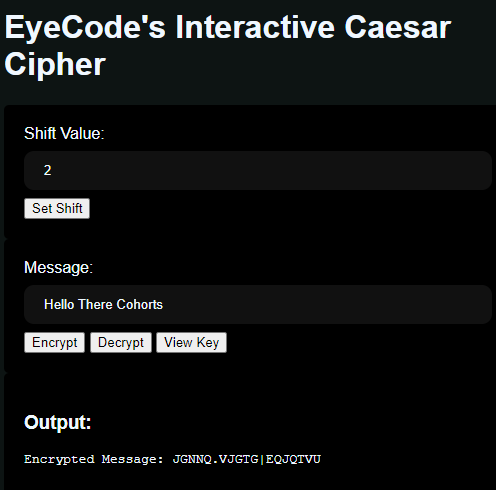 EyeCode's Interactive Caesar
Cipher
Shift Value:
2
Set Shift
Message:
Hello There Cohorts
Encrypt Decrypt View Key
Output:
Encrypted Message: JGNNQ.VJGTG|EQJQTVU